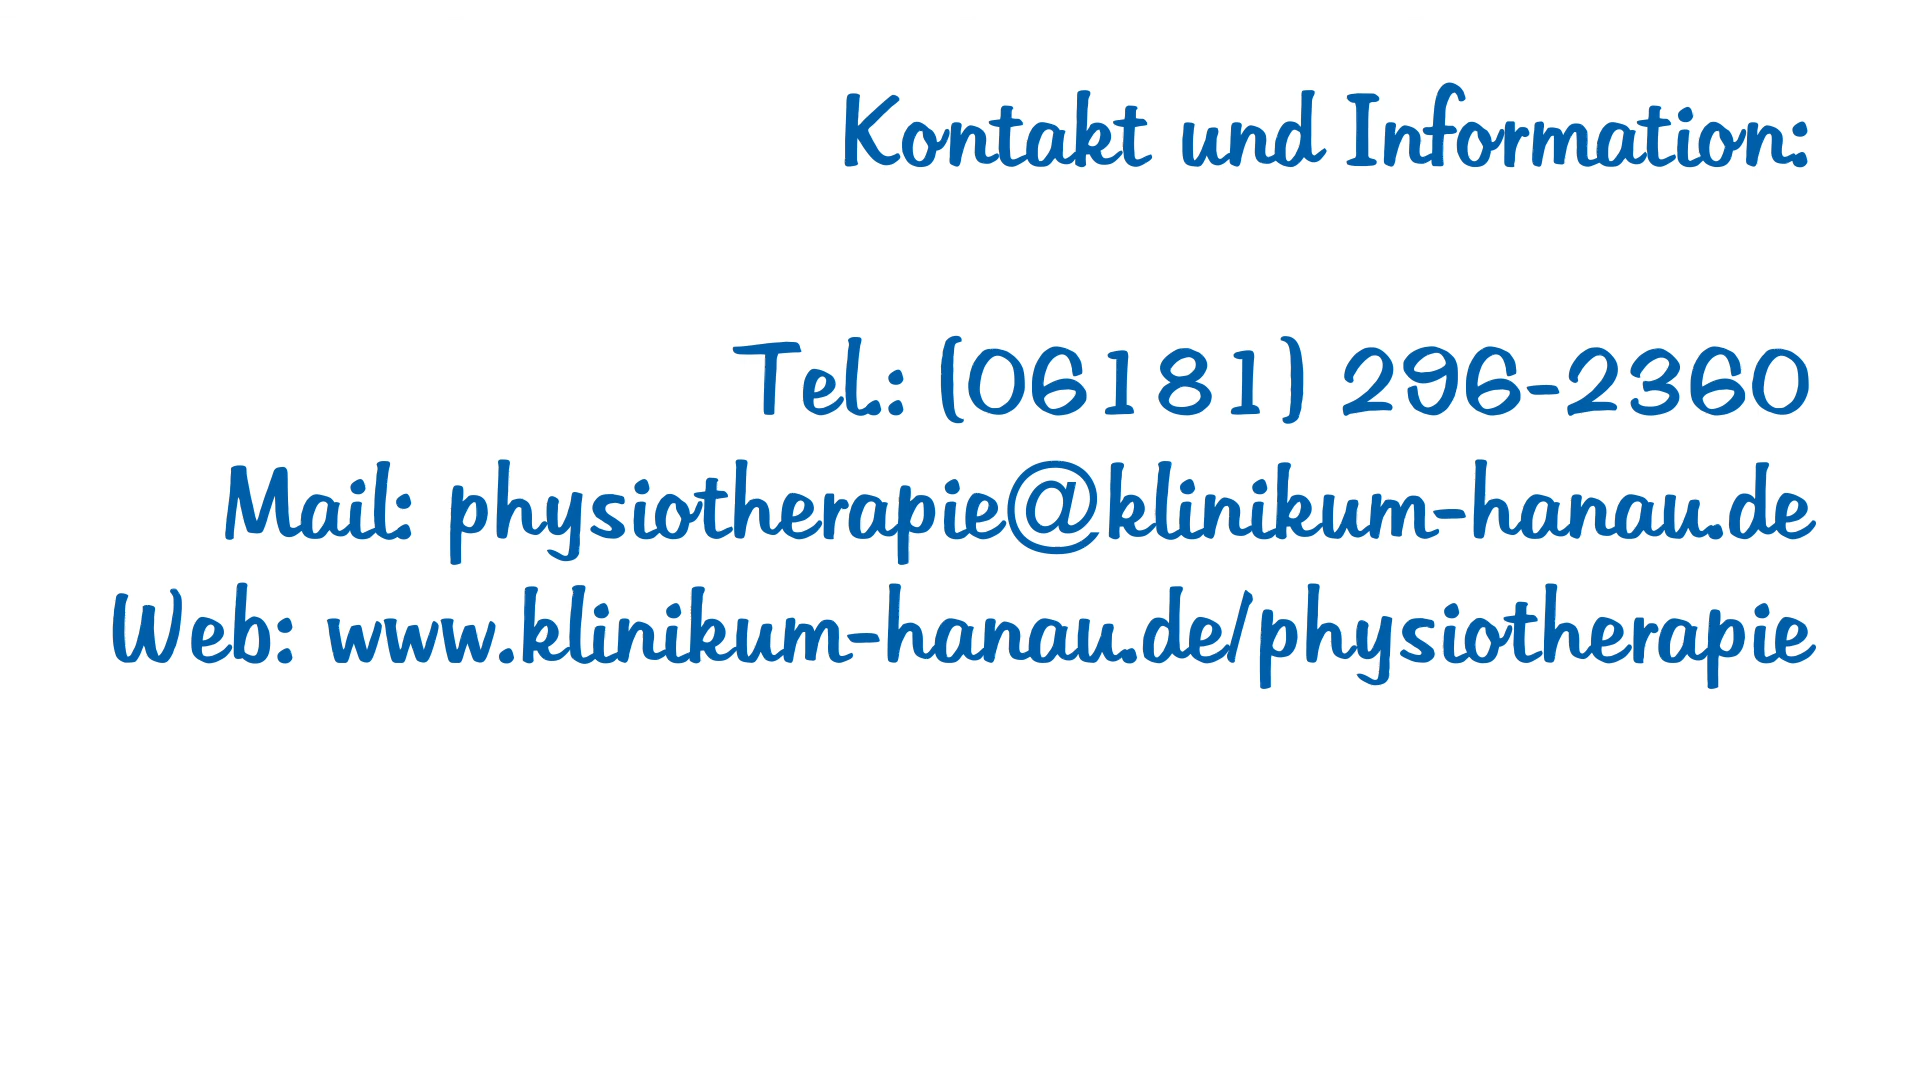 Kontakt und Information:
Tel.: (06181) 296-2360
Mail: physiotherapie@klinikum-hanau.de
Web: www.klinikum-hanau.de/physiotherapie